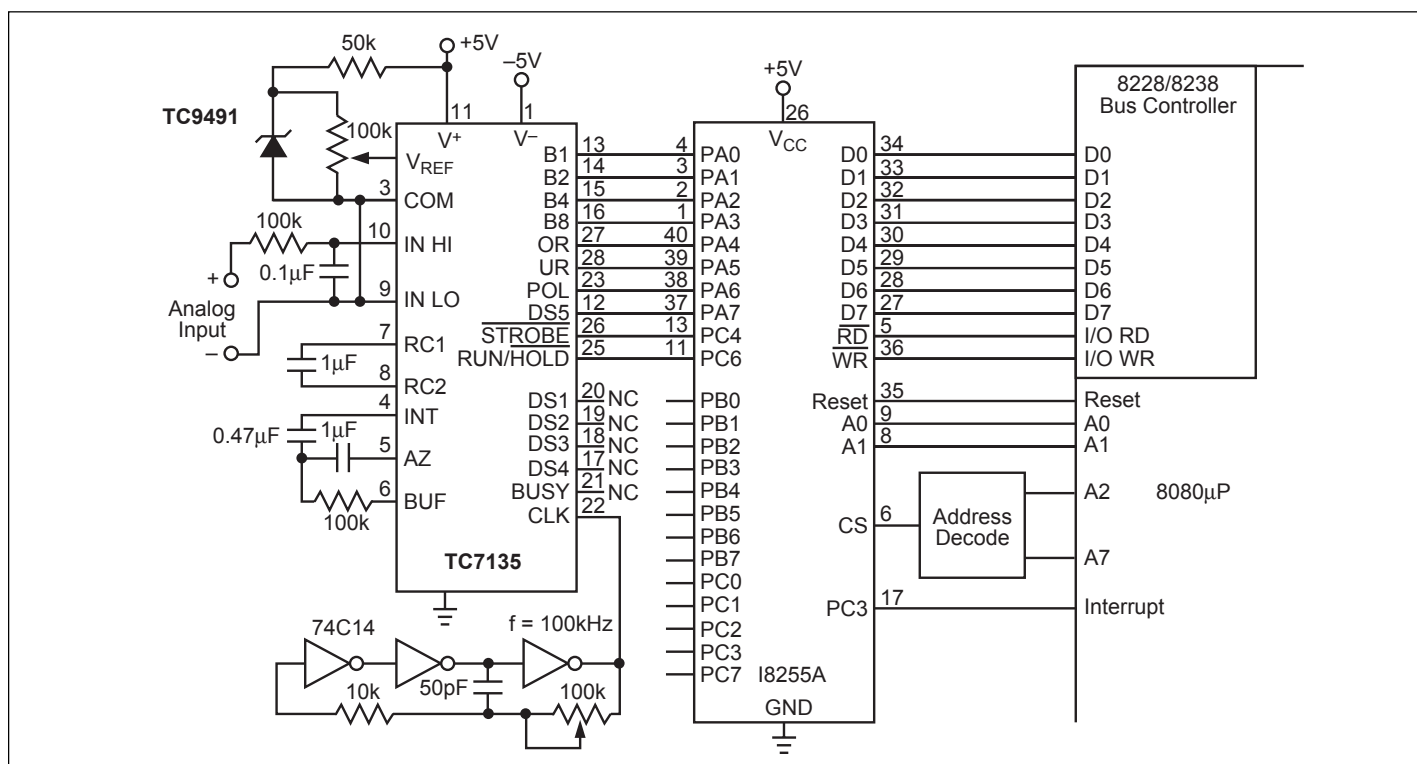 50k
+5V
–5V
TC9491
100k
11
1
V+
V–
VREF
3
COM
100k
10
IN HI
+
0.1µF
Analog
Input
–
9
IN LO
7
RC1
1µF
8
RC2
4
INT
0.47µF
1µF
5
AZ
6
BUF
100k
TC7135
B1 13
B2 14
B4 15
B8 16
OR 27
UR 28
POL 23
DS5 12
STROBE 26
RUN/HOLD 25
DS1 20 NC
DS2 19 NC
DS3 18 NC
DS4 17 NC
BUSY 21 NC
CLK 22
74C14
f = 100kHz
10k
50pF
100k
+5V
26
VCC
4 PA0
3 PA1
2 PA2
1 PA3
40 PA4
39 PA5
38 PA6
37 PA7
13 PC4
11 PC6
PB0
PB1
PB2
PB3
PB4
PB5
PB6
PB7
PC0
PC1
PC2
PC3
PC7
I8255A
GND
D0 34
D1 33
D2 32
D3 31
D4 30
D5 29
D6 28
D7 27
RD 5
WR 36
Reset 35
A0 9
A1 8
CS 6
PC3 17
Address
Decode
8228/8238
Bus Controller
D0
D1
D2
D3
D4
D5
D6
D7
I/O RD
I/O WR
Reset
A0
A1
A2
8080µP
A7
Interrupt